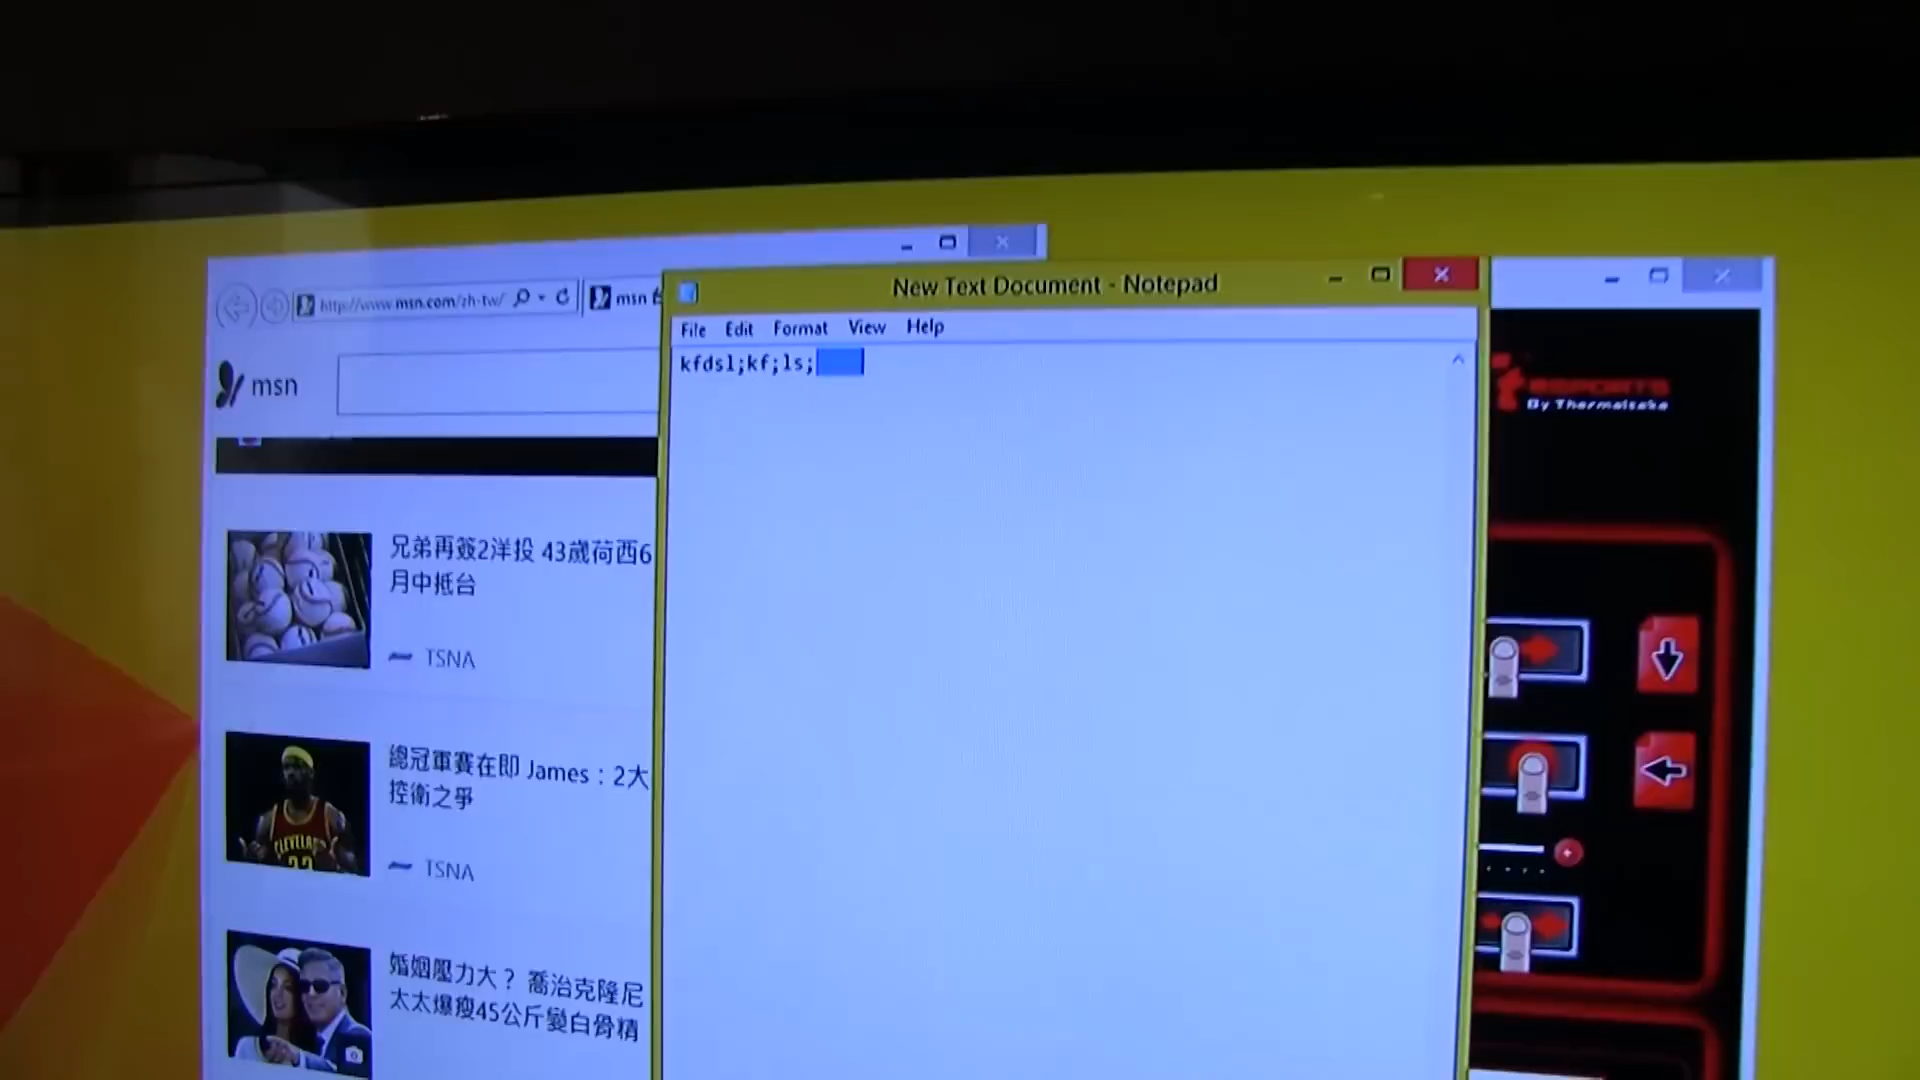 http://www.msn.com/zh-tw/
msn
msn
兄弟再簽2洋投 43歲荷西6
月中抵台
TSNA
總冠軍賽在即 James：2大
控衛之爭
CLEVELA
TSNA
婚姻壓力大？ 喬治克隆尼
太太爆瘦45公斤變白骨精
New Text Document - Notepad
File Edit Format View Help
kfdsl;kf;ls;
eSPORTS
By Thermaltake